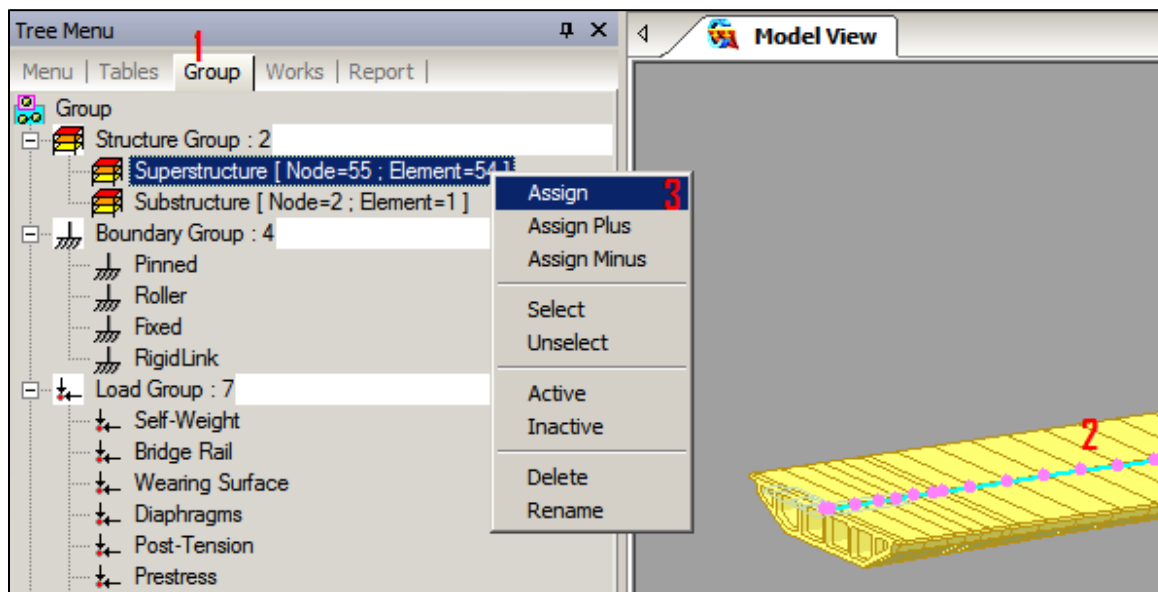 Tree Menu
1
Model View
Menu | Tables Group Works | Report |
Group
Structure Group : 2
Superstructure [ Node=55 ; Element=54 ]
Substructure [ Node=2 ; Element=1 ]
Boundary Group : 4
Pinned
Roller
Fixed
RigidLink
Load Group : 7
Self-Weight
Bridge Rail
Wearing Surface
Diaphragms
Post-Tension
Prestress
Assign 3
Assign Plus
Assign Minus
Select
Unselect
Active
Inactive
Delete
Rename
2